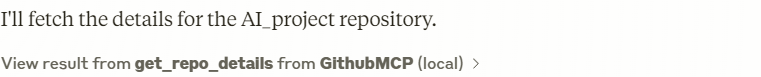 I'll fetch the details for the AI_project repository.
View result from get_repo_details from GithubMCP (local)